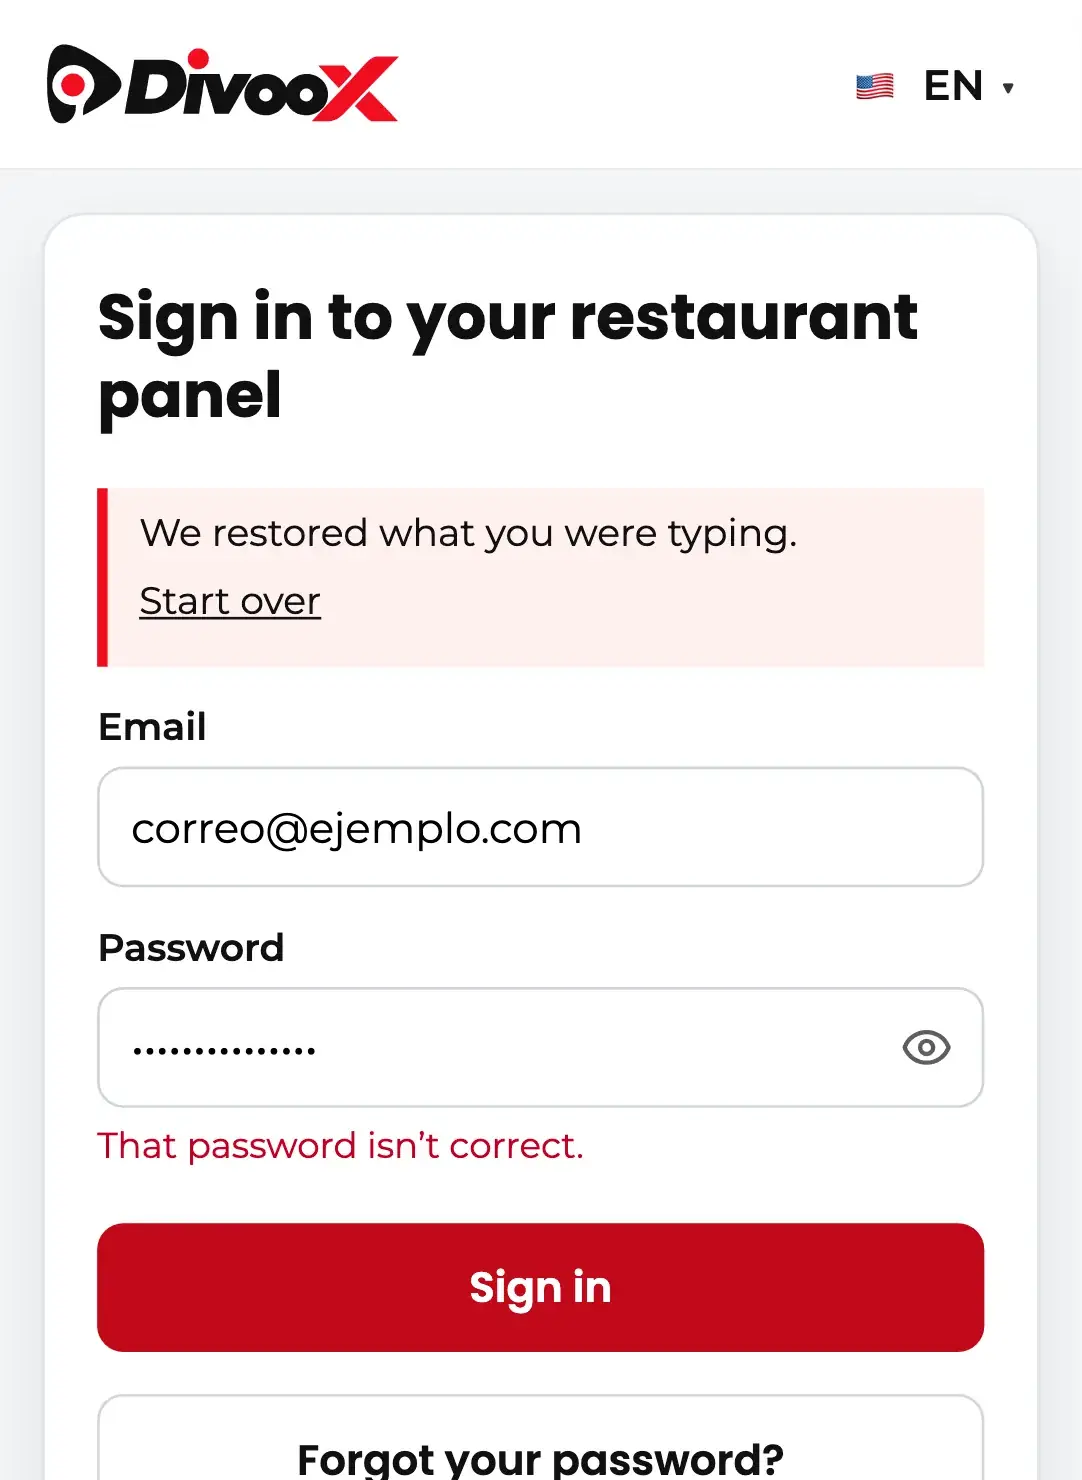 DivooX
EN
Sign in to your restaurant
panel
We restored what you were typing.
Start over
Email
correo@ejemplo.com
Password
That password isn’t correct.
Sign in
Forgot your password?